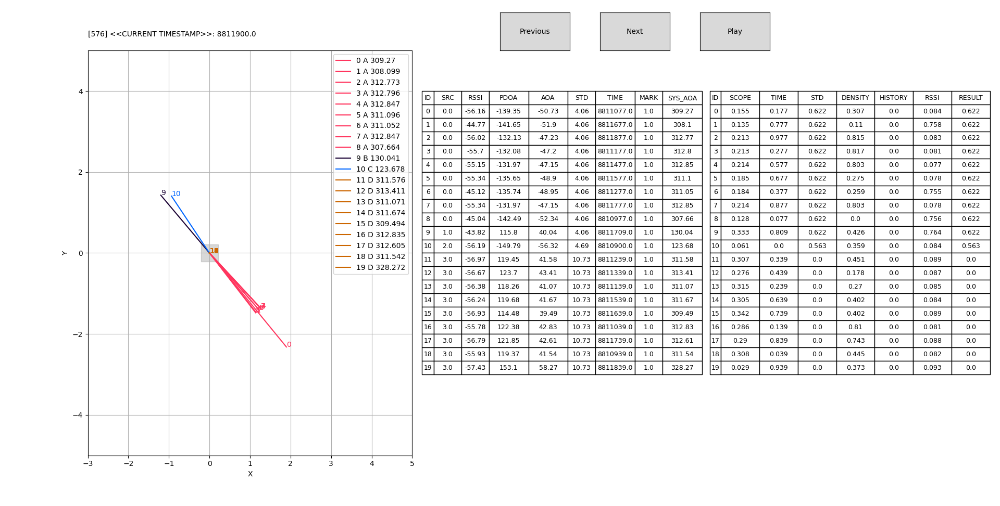 Previous
Next
Play
[576] <<CURRENT TIMESTAMP>>: 8811900.0
0 A 309.27
1 A 308.099
2 A 312.773
3 A 312.796
4 A 312.847
5 A 311.096
6 A 311.052
7 A 312.847
8 A 307.664
9 B 130.041
10 C 123.678
11 D 311.576
12 D 313.411
13 D 311.071
14 D 311.674
15 D 309.494
16 D 312.835
17 D 312.605
18 D 311.542
19 D 328.272
4
2
0
−2
−4
Y
−3 −2 −1 0 1 2 3 4 5
X
9
10
0
ID SRC RSSI PDOA AOA STD TIME MARK SYS_AOA
0 0.0 -56.16 -139.35 -50.73 4.06 8811077.0 1.0 309.27
1 0.0 -44.77 -141.65 -51.9 4.06 8811677.0 1.0 308.1
2 0.0 -56.02 -132.13 -47.23 4.06 8811877.0 1.0 312.77
3 0.0 -55.7 -132.08 -47.2 4.06 8811177.0 1.0 312.8
4 0.0 -55.15 -131.97 -47.15 4.06 8811477.0 1.0 312.85
5 0.0 -55.34 -135.65 -48.9 4.06 8811577.0 1.0 311.1
6 0.0 -45.12 -135.74 -48.95 4.06 8811277.0 1.0 311.05
7 0.0 -55.34 -131.97 -47.15 4.06 8811777.0 1.0 312.85
8 0.0 -45.04 -142.49 -52.34 4.06 8810977.0 1.0 307.66
9 1.0 -43.82 115.8 40.04 4.06 8811709.0 1.0 130.04
10 2.0 -56.19 -149.79 -56.32 4.69 8810900.0 1.0 123.68
11 3.0 -56.97 119.45 41.58 10.73 8811239.0 1.0 311.58
12 3.0 -56.67 123.7 43.41 10.73 8811339.0 1.0 313.41
13 3.0 -56.38 118.26 41.07 10.73 8811139.0 1.0 311.07
14 3.0 -56.24 119.68 41.67 10.73 8811539.0 1.0 311.67
15 3.0 -56.93 114.48 39.49 10.73 8811639.0 1.0 309.49
16 3.0 -55.78 122.38 42.83 10.73 8811039.0 1.0 312.83
17 3.0 -56.79 121.85 42.61 10.73 8811739.0 1.0 312.61
18 3.0 -55.93 119.37 41.54 10.73 8810939.0 1.0 311.54
19 3.0 -57.43 153.1 58.27 10.73 8811839.0 1.0 328.27
ID SCOPE TIME STD DENSITY HISTORY RSSI RESULT
0 0.155 0.177 0.622 0.307 0.0 0.084 0.622
1 0.135 0.777 0.622 0.11 0.0 0.758 0.622
2 0.213 0.977 0.622 0.815 0.0 0.083 0.622
3 0.213 0.277 0.622 0.817 0.0 0.081 0.622
4 0.214 0.577 0.622 0.803 0.0 0.077 0.622
5 0.185 0.677 0.622 0.275 0.0 0.078 0.622
6 0.184 0.377 0.622 0.259 0.0 0.755 0.622
7 0.214 0.877 0.622 0.803 0.0 0.078 0.622
8 0.128 0.077 0.622 0.0 0.0 0.756 0.622
9 0.333 0.809 0.622 0.426 0.0 0.764 0.622
10 0.061 0.0 0.563 0.359 0.0 0.084 0.563
11 0.307 0.339 0.0 0.451 0.0 0.089 0.0
12 0.276 0.439 0.0 0.178 0.0 0.087 0.0
13 0.315 0.239 0.0 0.27 0.0 0.085 0.0
14 0.305 0.639 0.0 0.402 0.0 0.084 0.0
15 0.342 0.739 0.0 0.402 0.0 0.089 0.0
16 0.286 0.139 0.0 0.81 0.0 0.081 0.0
17 0.29 0.839 0.0 0.743 0.0 0.088 0.0
18 0.308 0.039 0.0 0.445 0.0 0.082 0.0
19 0.029 0.939 0.0 0.373 0.0 0.093 0.0